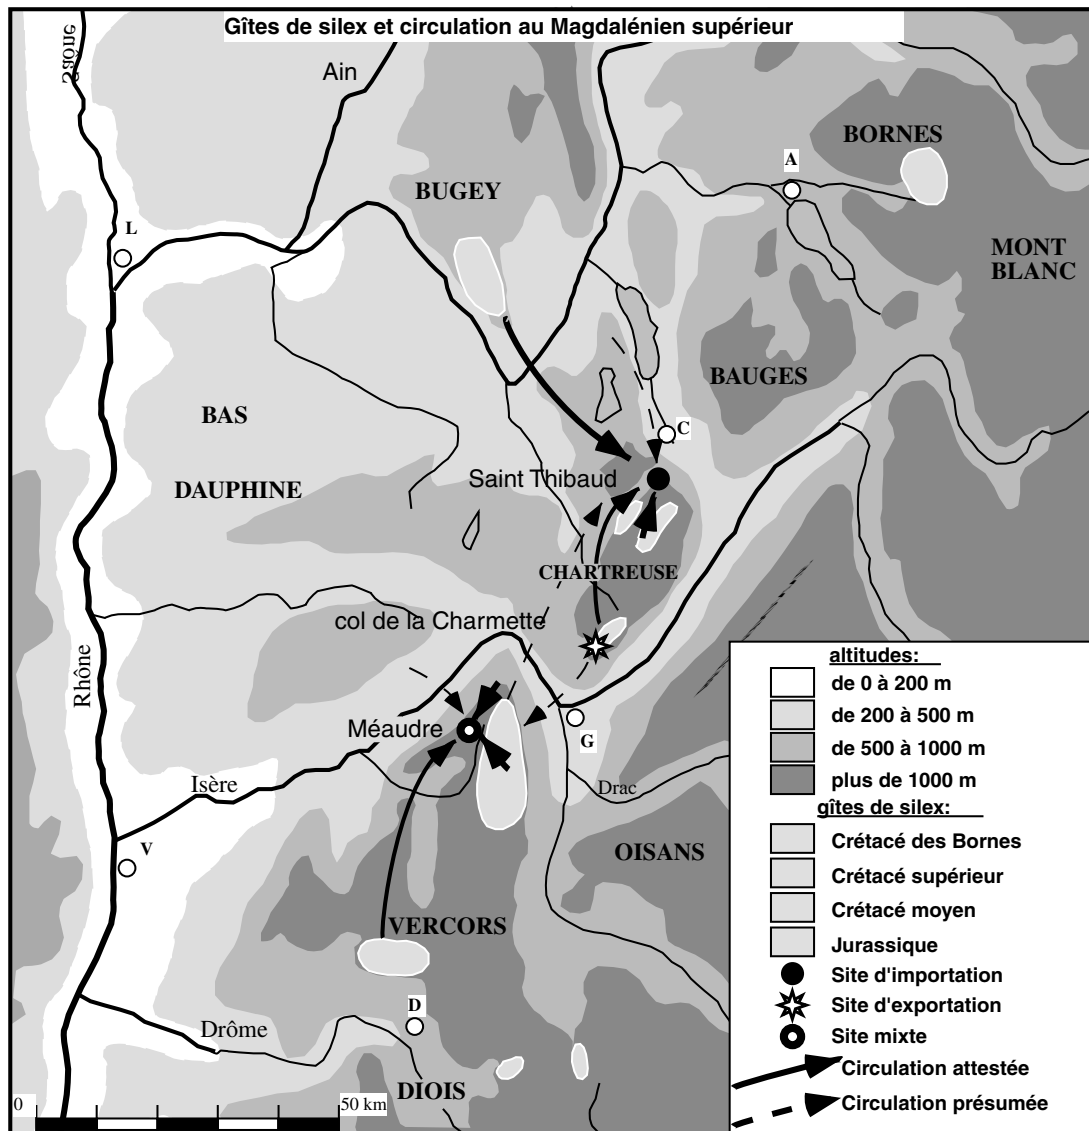 Gîtes de silex et circulation au Magdalénien supérieur
Saône
Ain
BORNES
A
BUGEY
L
MONT
BLANC
BAUGES
BAS
C
DAUPHINE
Saint Thibaud
CHARTREUSE
col de la Charmette
Rhône
Méaudre
G
Isère
Drac
V
OISANS
VERCORS
D
Drôme
DIOIS
0
50 km
altitudes:
de 0 à 200 m
de 200 à 500 m
de 500 à 1000 m
plus de 1000 m
gîtes de silex:
Crétacé des Bornes
Crétacé supérieur
Crétacé moyen
Jurassique
Site d'importation
Site d'exportation
Site mixte
Circulation attestée
Circulation présumée